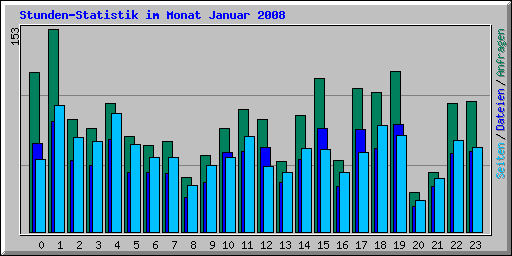 Stunden-Statistik im Monat Januar 2008
153
Seiten / Dateien / Anfragen
0 1 2 3 4 5 6 7 8 9 10 11 12 13 14 15 16 17 18 19 20 21 22 23